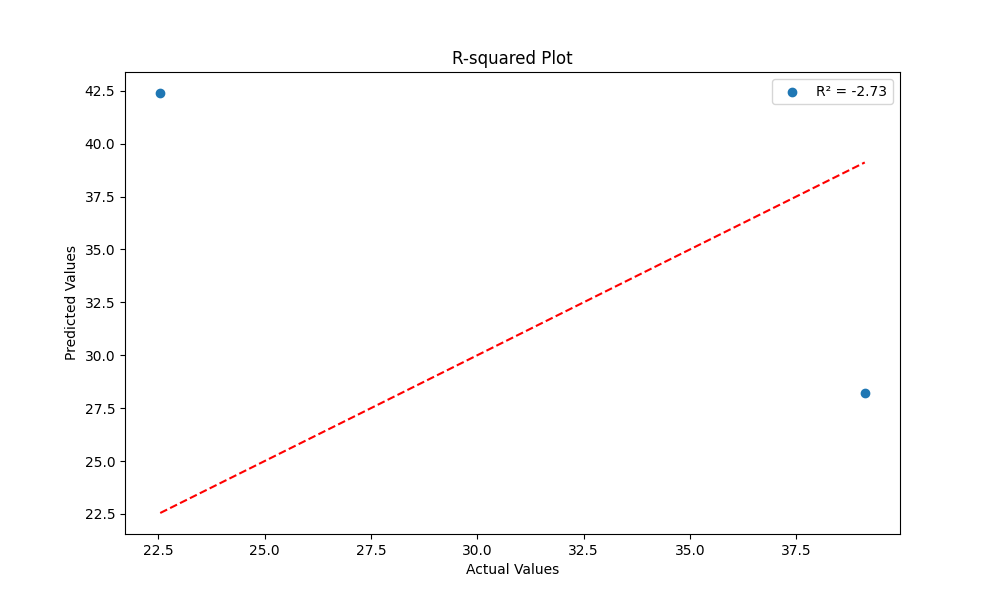 R-squared Plot
R² = -2.73
42.5
40.0
37.5
35.0
32.5
30.0
27.5
25.0
22.5
Predicted Values
22.5 25.0 27.5 30.0 32.5 35.0 37.5
Actual Values